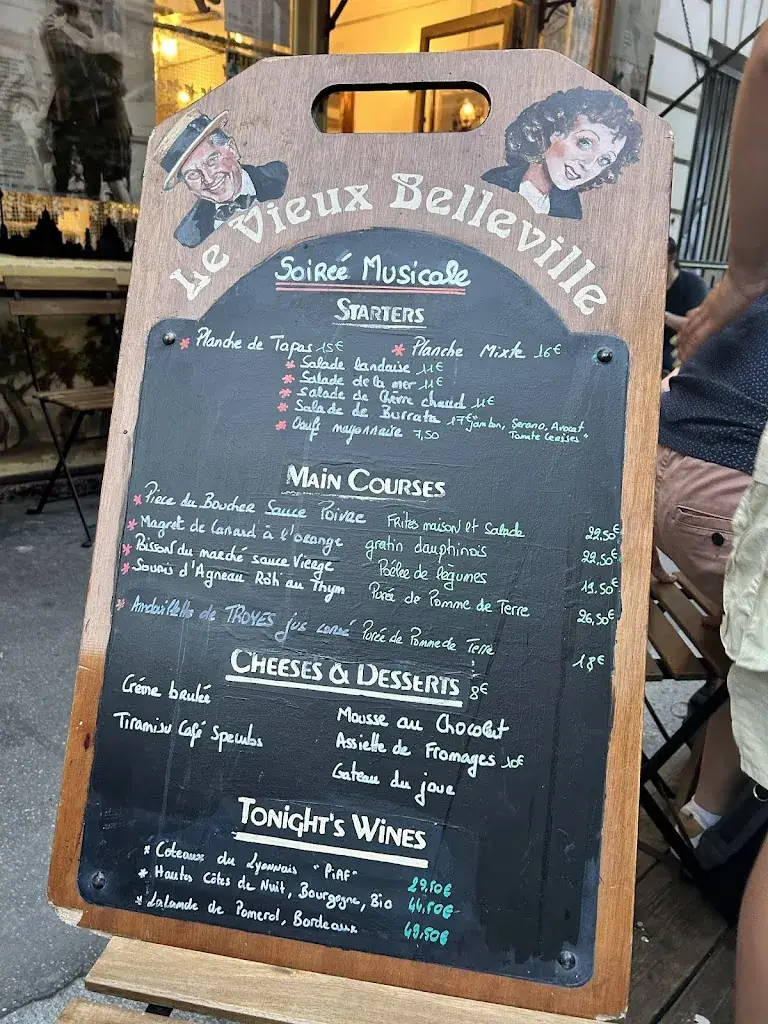 Le Vieux Belleville
Soireé Musicale
STARTERS
* Planche de Tapas 15€ * Planche Mixte 16€
* Salade landaise 11€
* Salade de la mer 11€
* Salade de Chèvre chaud 11€
* Salade de Burrata 17€ "Jambon, Serano, Avocat
Tomate Cerises"
* Oeufs mayonnaise 7,50
MAIN COURSES
* Pièce du Boucher Sauce Poivre Frites maison et Salade 22.50€
* Magret de Canard à l'orange gratin dauphinois 22,50€
* Poisson du marché sauce Vierge Poêlée de légumes 19.50€
* Souris d'Agneau Rôti au Thym Purée de Pomme de Terre 26,50€
* Andouillette de TROYES jus corsé Purée de Pomme de Terre 18€
CHEESES & DESSERTS 8€
Crème brulée
Mousse au Chocolat
Tiramisu Café Speculos
Assiette de Fromages 10€
Gateau du jour
TONIGHT'S WINES
* Coteaux du Lyonnais "PiAF" 29,50€
* Hautes Côtes de Nuit, Bourgogne, Bio 44,50€
* Lalande de Pomerol, Bordeaux 49,50€